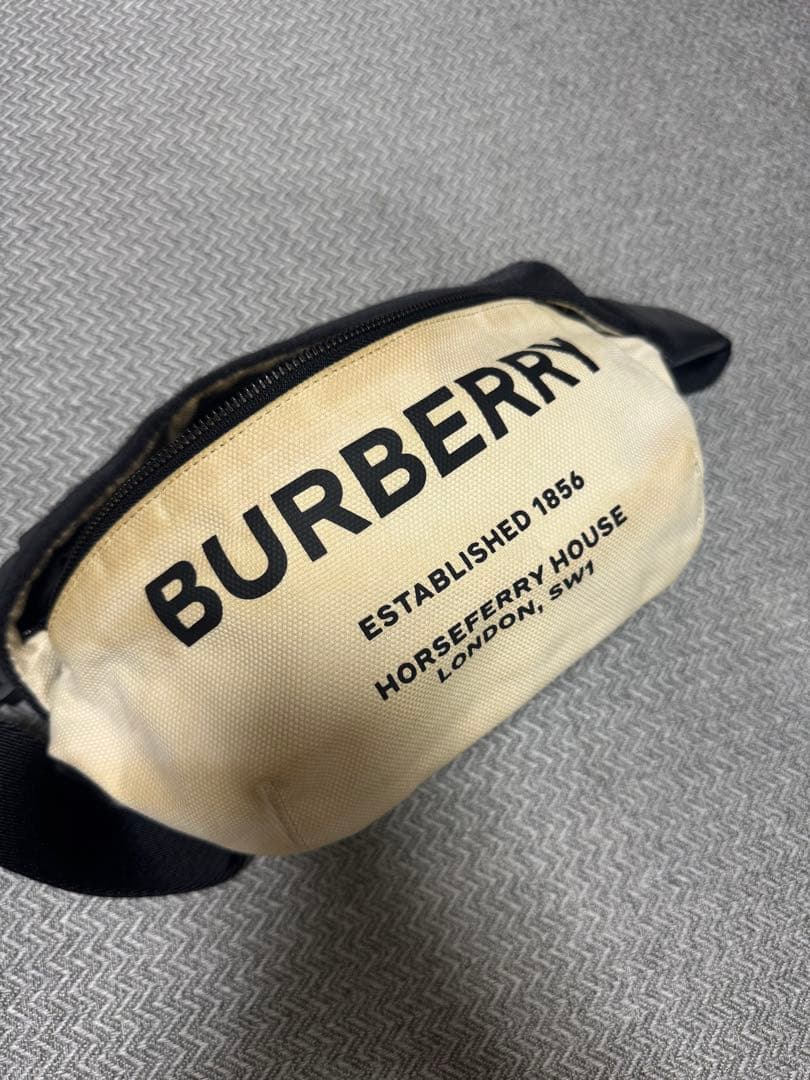 BURBERRY
ESTABLISHED 1856
HORSEFERRY HOUSE
LONDON, SW1